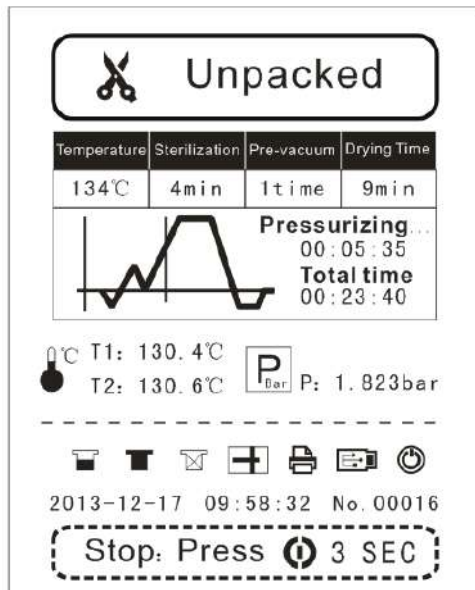 Unpacked
Temperature Sterilization Pre-vacuum Drying Time
134℃ 4min 1time 9min
Pressurizing...
00:05:35
Total time
00:23:40
℃ T1: 130.4℃
T2: 130.6℃
P Bar P: 1.823bar
2013-12-17 09:58:32 No.00016
Stop: Press 3 SEC